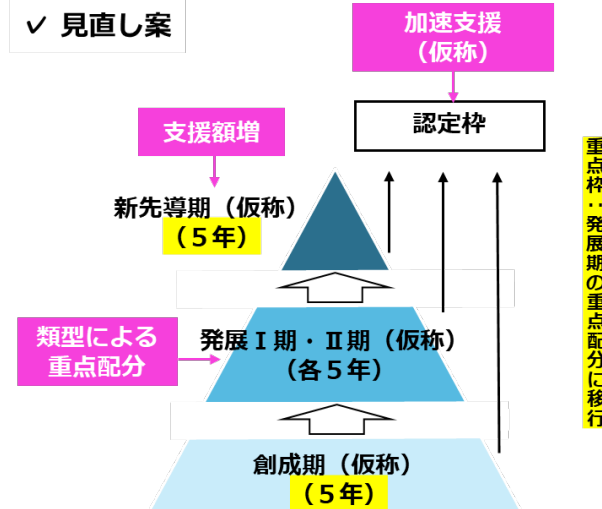 ✓ 見直し案
加速支援
（仮称）
認定枠
支援額増
新先導期（仮称）
（５年）
類型による
重点配分
発展Ⅰ期・Ⅱ期（仮称）
（各５年）
創成期（仮称）
（５年）
重点枠：発展期の重点配分に移行